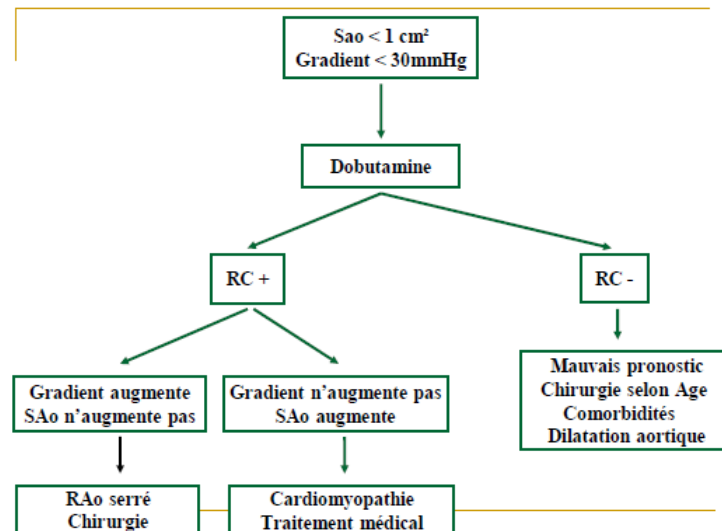 Sao < 1 cm²
Gradient < 30mmHg
Dobutamine
RC +
RC -
Gradient augmente
SAo n’augmente pas
Gradient n’augmente pas
SAo augmente
Mauvais pronostic
Chirurgie selon Age
Comorbidités
Dilatation aortique
RAo serré
Chirurgie
Cardiomyopathie
Traitement médical